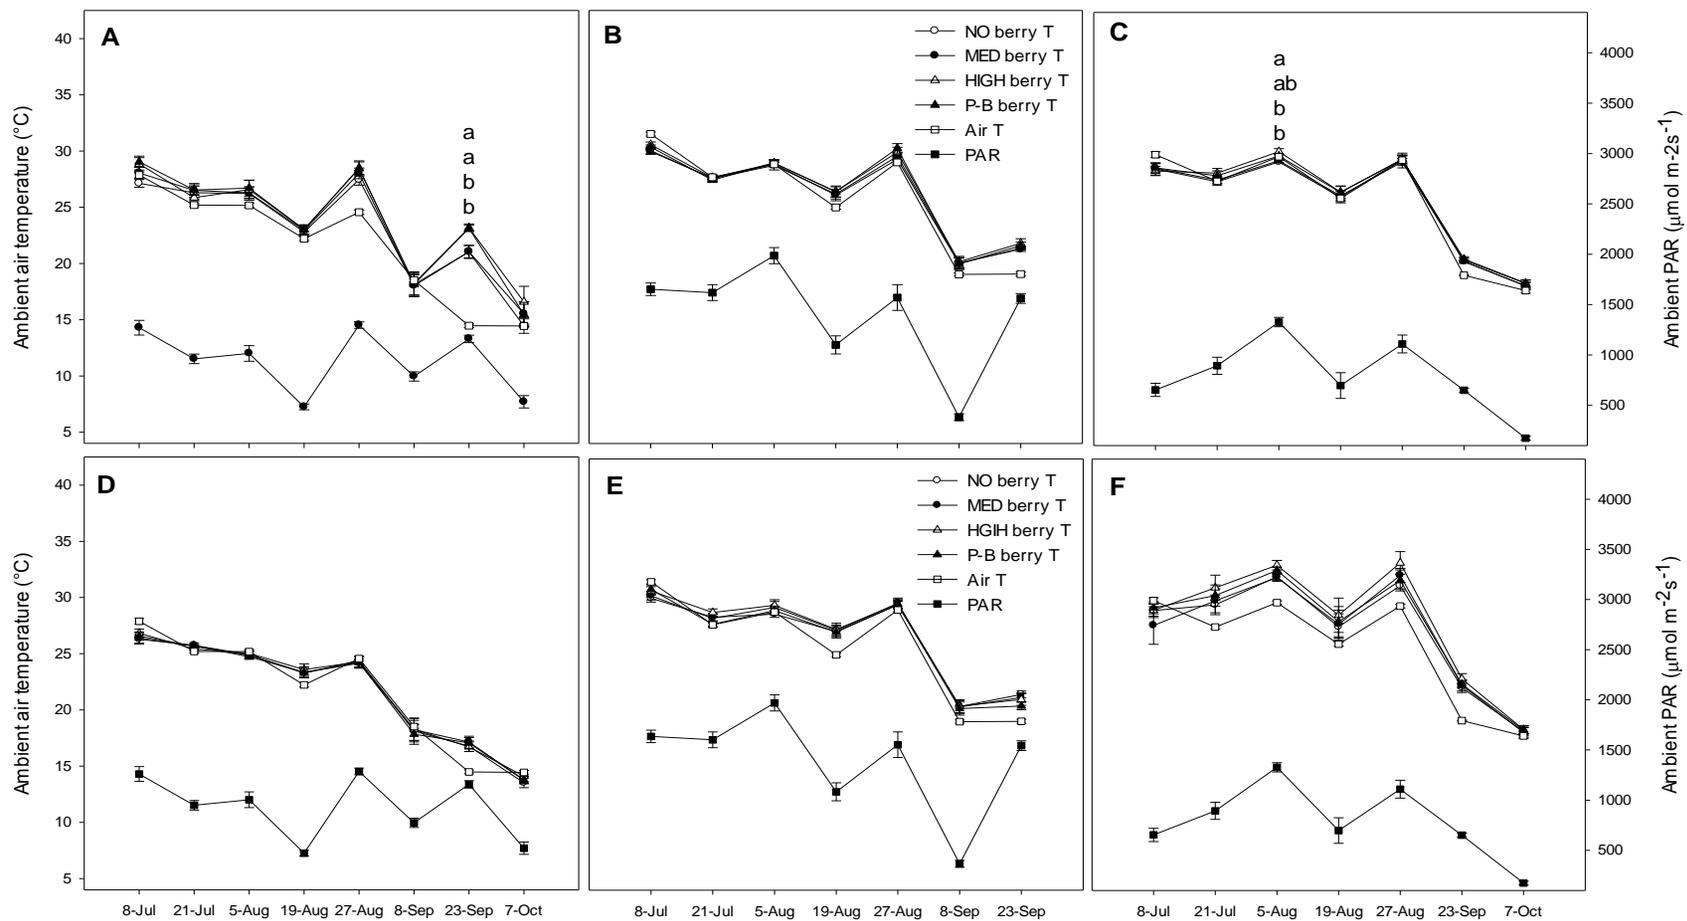 A
B
C
NO berry T
MED berry T
HIGH berry T
P-B berry T
Air T
PAR
a
a
b
b
a
ab
b
b
40
35
30
25
20
15
10
5
Ambient air temperature (°C)
4000
3500
3000
2500
2000
1500
1000
500
Ambient PAR (μmol m-2s-1)
D
E
F
NO berry T
MED berry T
HGIH berry T
P-B berry T
Air T
PAR
40
35
30
25
20
15
10
5
Ambient air temperature (°C)
4000
3500
3000
2500
2000
1500
1000
500
Ambient PAR (μmol m-2s-1)
8-Jul 21-Jul 5-Aug 19-Aug 27-Aug 8-Sep 23-Sep 7-Oct
8-Jul 21-Jul 5-Aug 19-Aug 27-Aug 8-Sep 23-Sep
8-Jul 21-Jul 5-Aug 19-Aug 27-Aug 23-Sep 7-Oct